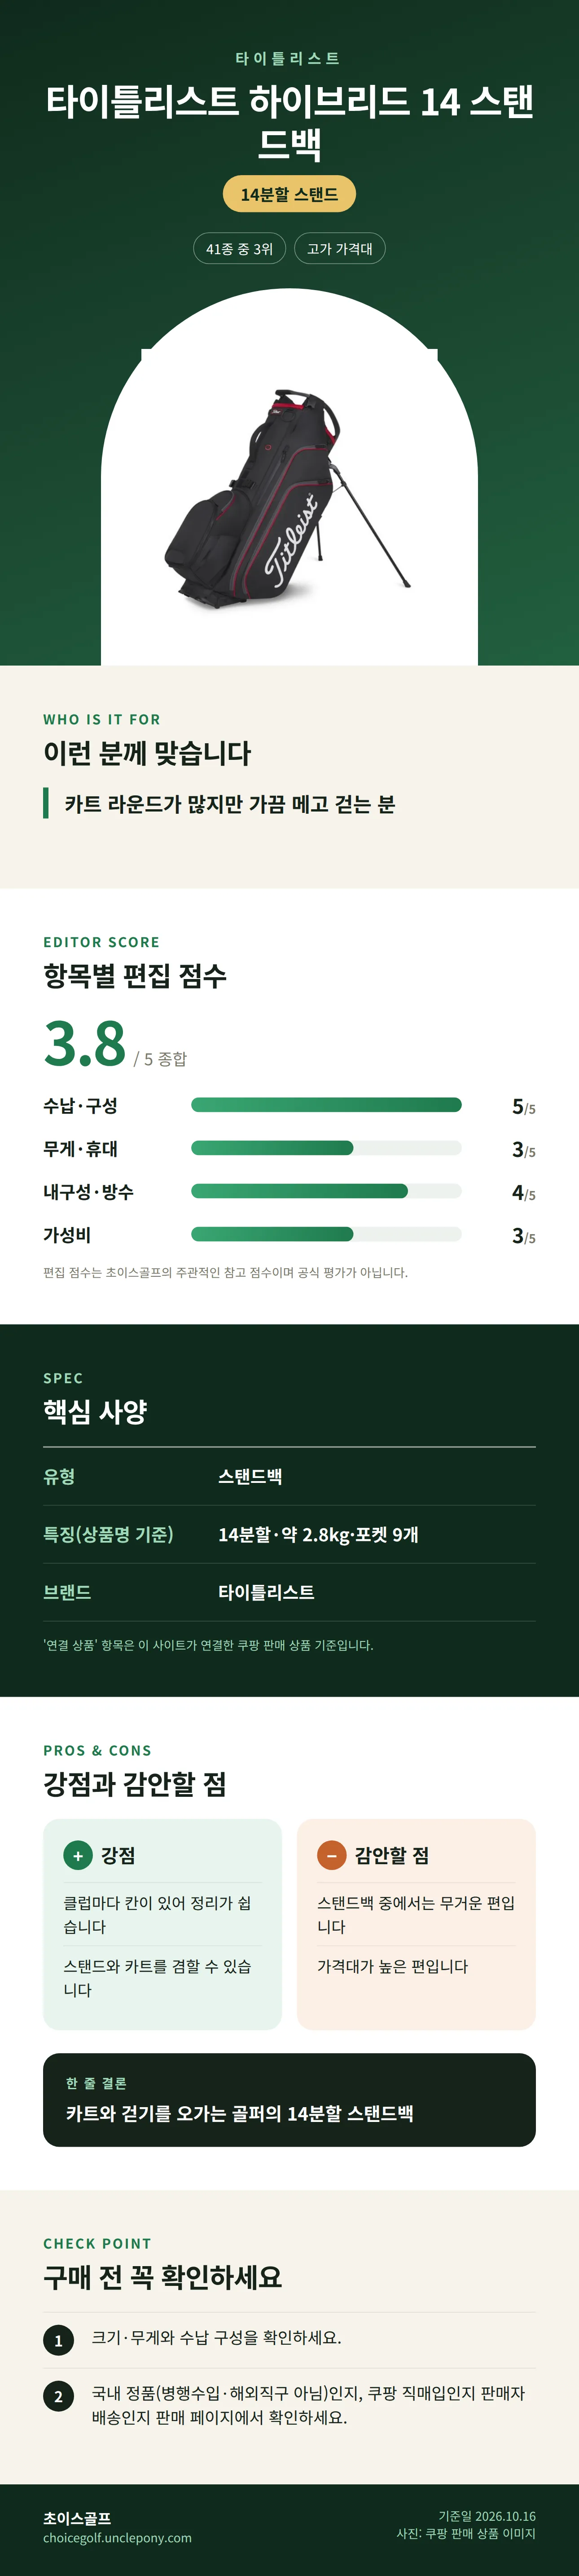 타이틀리스트
타이틀리스트 하이브리드 14 스탠
드백
14분할 스탠드
41종 중 3위
고가 가격대
Titleist
WHO IS IT FOR
이런 분께 맞습니다
카트 라운드가 많지만 가끔 메고 걷는 분
EDITOR SCORE
항목별 편집 점수
3.8 / 5 종합
수납·구성 5/5
무게·휴대 3/5
내구성·방수 4/5
가성비 3/5
편집 점수는 초이스골프의 주관적인 참고 점수이며 공식 평가가 아닙니다.
SPEC
핵심 사양
유형 스탠드백
특징(상품명 기준) 14분할·약 2.8kg·포켓 9개
브랜드 타이틀리스트
'연결 상품' 항목은 이 사이트가 연결한 쿠팡 판매 상품 기준입니다.
PROS & CONS
강점과 감안할 점
+ 강점
클럽마다 칸이 있어 정리가 쉽
습니다
스탠드와 카트를 겸할 수 있습
니다
− 감안할 점
스탠드백 중에서는 무거운 편입
니다
가격대가 높은 편입니다
한 줄 결론
카트와 걷기를 오가는 골퍼의 14분할 스탠드백
CHECK POINT
구매 전 꼭 확인하세요
1 크기·무게와 수납 구성을 확인하세요.
2 국내 정품(병행수입·해외직구 아님)인지, 쿠팡 직매입인지 판매자
배송인지 판매 페이지에서 확인하세요.
초이스골프
choicegolf.unclepony.com
기준일 2026.10.16
사진: 쿠팡 판매 상품 이미지